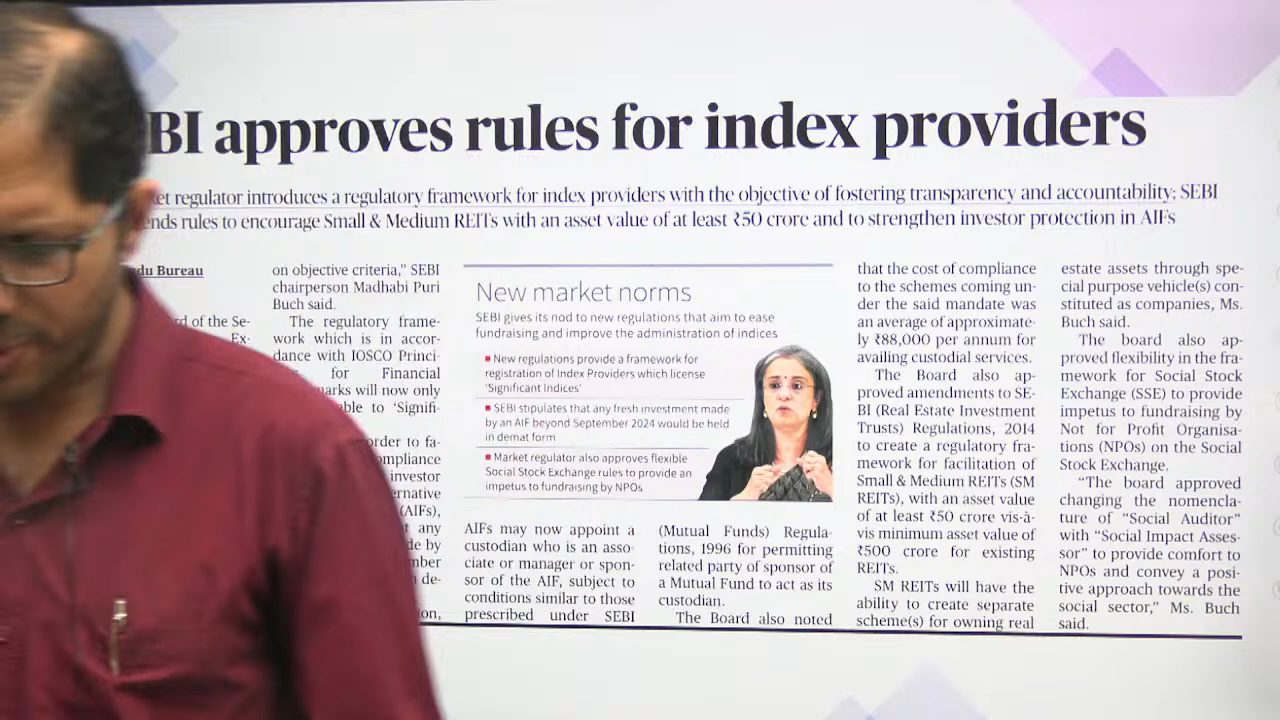 BI approves rules for index providers
et regulator introduces a regulatory framework for index providers with the objective of fostering transparency and accountability; SEBI
ends rules to encourage Small & Medium REITs with an asset value of at least ₹50 crore and to strengthen investor protection in AIFs
du Bureau
rd of the Se-
Ex-
on objective criteria,” SEBI
chairperson Madhabi Puri
Buch said.
The regulatory frame-
work which is in accor-
dance with IOSCO Princi-
for Financial
marks will now only
able to ‘Signifi-
order to fa-
ompliance
investor
ernative
(AIFs),
t any
de by
mber
n de-
on,
New market norms
SEBI gives its nod to new regulations that aim to ease
fundraising and improve the administration of indices
New regulations provide a framework for
registration of Index Providers which license
‘Significant Indices’
SEBI stipulates that any fresh investment made
by an AIF beyond September 2024 would be held
in demat form
Market regulator also approves flexible
Social Stock Exchange rules to provide an
impetus to fundraising by NPOs
AIFs may now appoint a
custodian who is an asso-
ciate or manager or spon-
sor of the AIF, subject to
conditions similar to those
prescribed under SEBI
(Mutual Funds) Regula-
tions, 1996 for permitting
related party of sponsor of
a Mutual Fund to act as its
custodian.
The Board also noted
that the cost of compliance
to the schemes coming un-
der the said mandate was
an average of approximate-
ly ₹88,000 per annum for
availing custodial services.
The Board also ap-
proved amendments to SE-
BI (Real Estate Investment
Trusts) Regulations, 2014
to create a regulatory fra-
mework for facilitation of
Small & Medium REITs (SM
REITs), with an asset value
of at least ₹50 crore vis-à-
vis minimum asset value of
₹500 crore for existing
REITs.
SM REITs will have the
ability to create separate
scheme(s) for owning real
estate assets through spe-
cial purpose vehicle(s) con-
stituted as companies, Ms.
Buch said.
The board also ap-
proved flexibility in the fra-
mework for Social Stock
Exchange (SSE) to provide
impetus to fundraising by
Not for Profit Organisa-
tions (NPOs) on the Social
Stock Exchange.
“The board approved
changing the nomencla-
ture of “Social Auditor”
with “Social Impact Asses-
sor” to provide comfort to
NPOs and convey a posi-
tive approach towards the
social sector,” Ms. Buch
said.